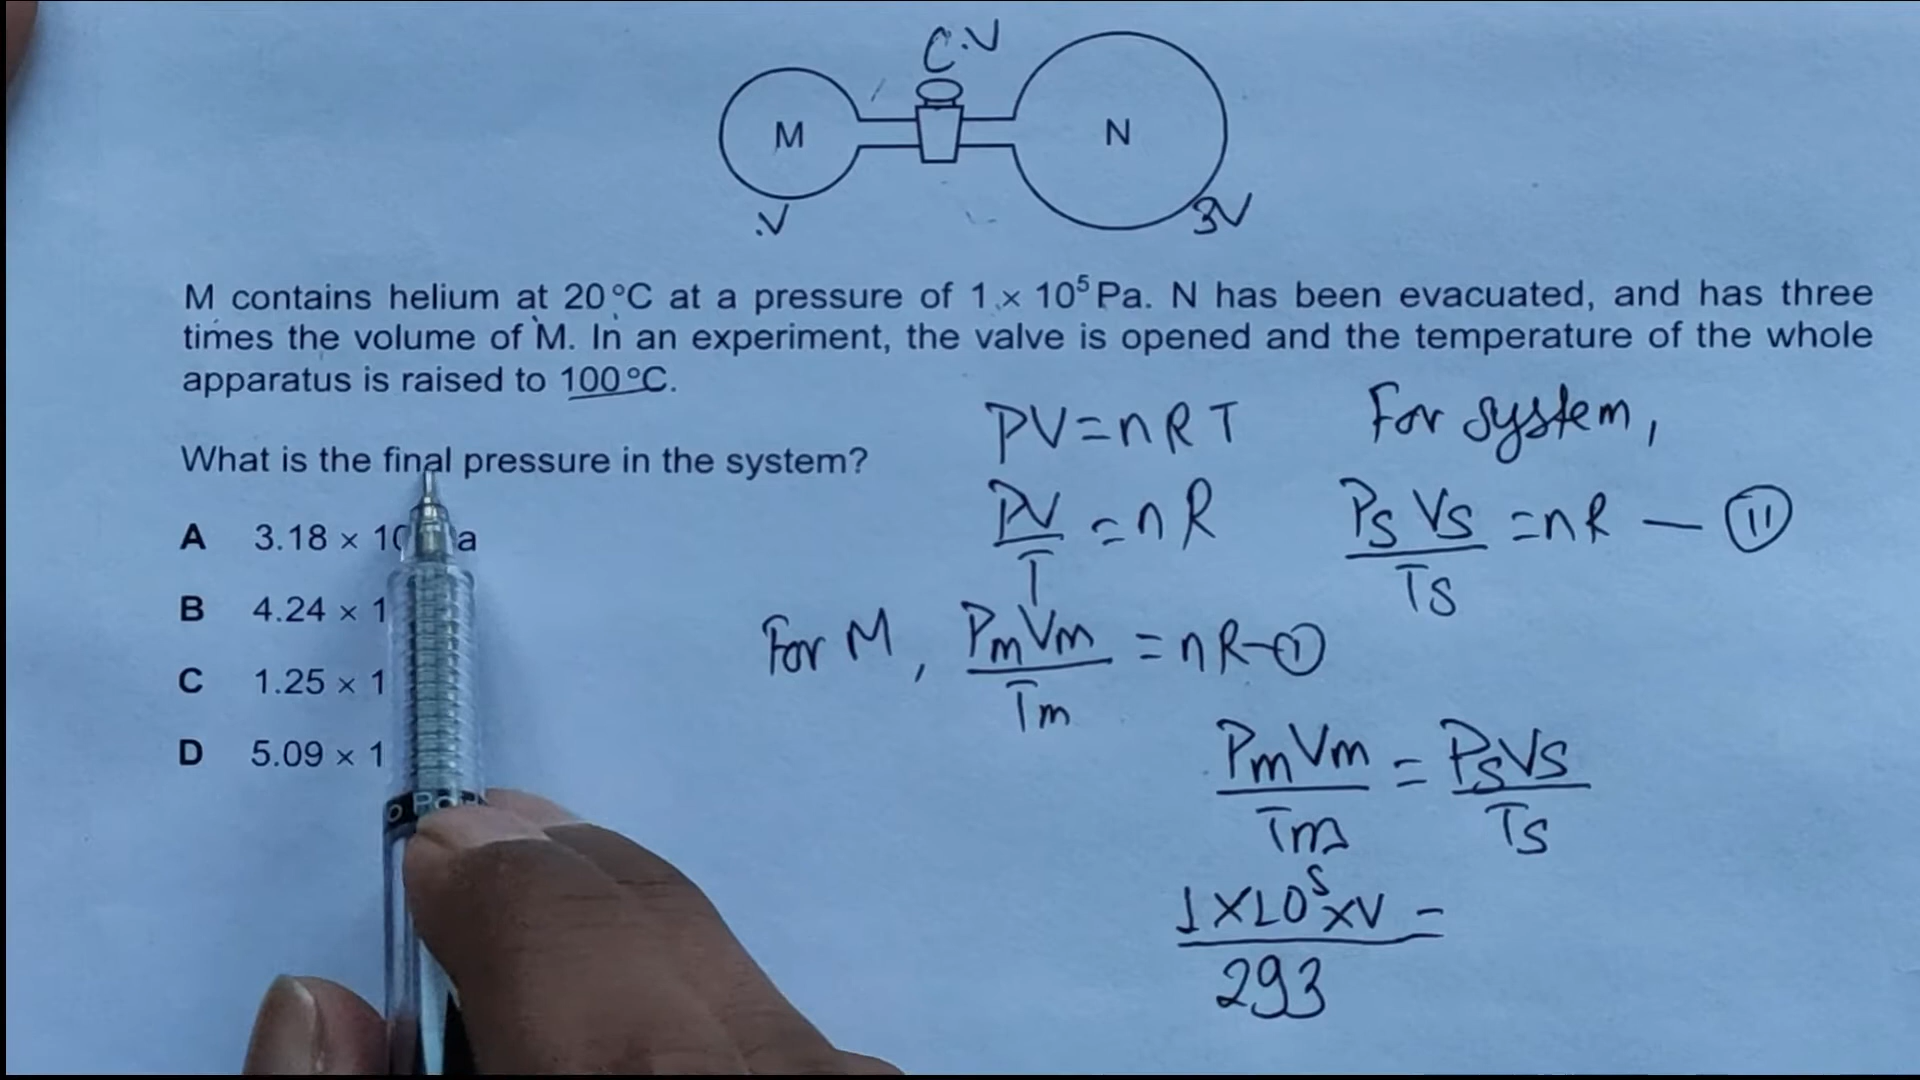 C.V
M
N
.V
3V
M contains helium at 20 °C at a pressure of 1 × 10⁵ Pa. N has been evacuated, and has three
times the volume of M. In an experiment, the valve is opened and the temperature of the whole
apparatus is raised to 100 °C.
What is the final pressure in the system?
A 3.18 × 10 a
B 4.24 × 1
C 1.25 × 1
D 5.09 × 1
PV = nRT
PV/T = nR
For M, PmVm/Tm = nR – ①
For system,
PsVs/Ts = nR — ⑪
PmVm/Tm = PsVs/Ts
1×10⁵×V/293 =